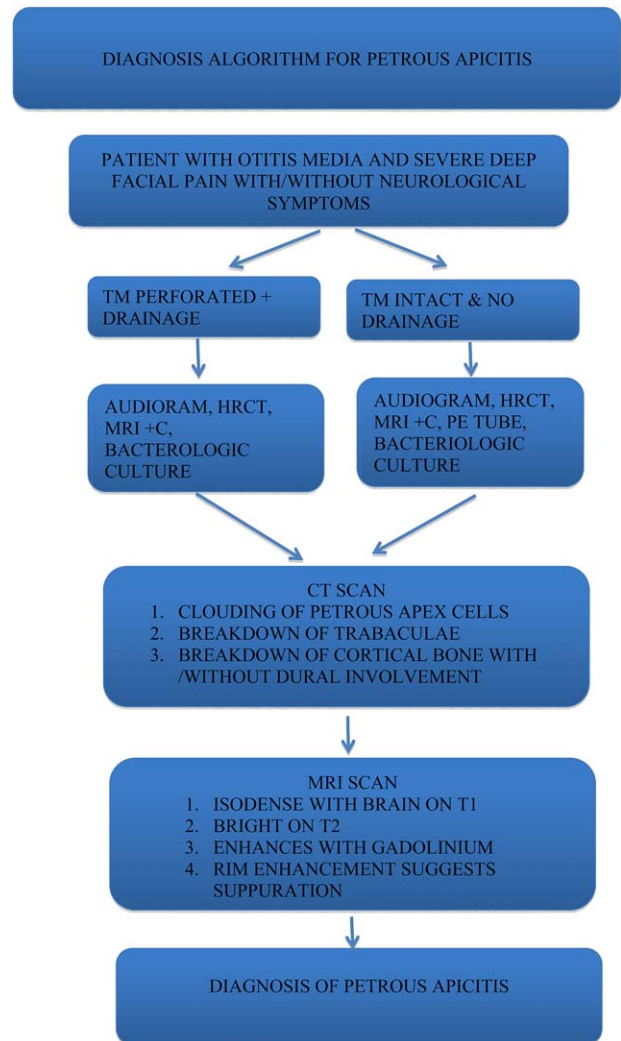 DIAGNOSIS ALGORITHM FOR PETROUS APICITIS
PATIENT WITH OTITIS MEDIA AND SEVERE DEEP
FACIAL PAIN WITH/WITHOUT NEUROLOGICAL
SYMPTOMS
TM PERFORATED +
DRAINAGE
TM INTACT & NO
DRAINAGE
AUDIORAM, HRCT,
MRI +C,
BACTEROLOGIC
CULTURE
AUDIOGRAM, HRCT,
MRI +C, PE TUBE,
BACTERIOLOGIC
CULTURE
CT SCAN
1. CLOUDING OF PETROUS APEX CELLS
2. BREAKDOWN OF TRABACULAE
3. BREAKDOWN OF CORTICAL BONE WITH
/WITHOUT DURAL INVOLVEMENT
MRI SCAN
1. ISODENSE WITH BRAIN ON T1
2. BRIGHT ON T2
3. ENHANCES WITH GADOLINIUM
4. RIM ENHANCEMENT SUGGESTS
SUPPURATION
DIAGNOSIS OF PETROUS APICITIS